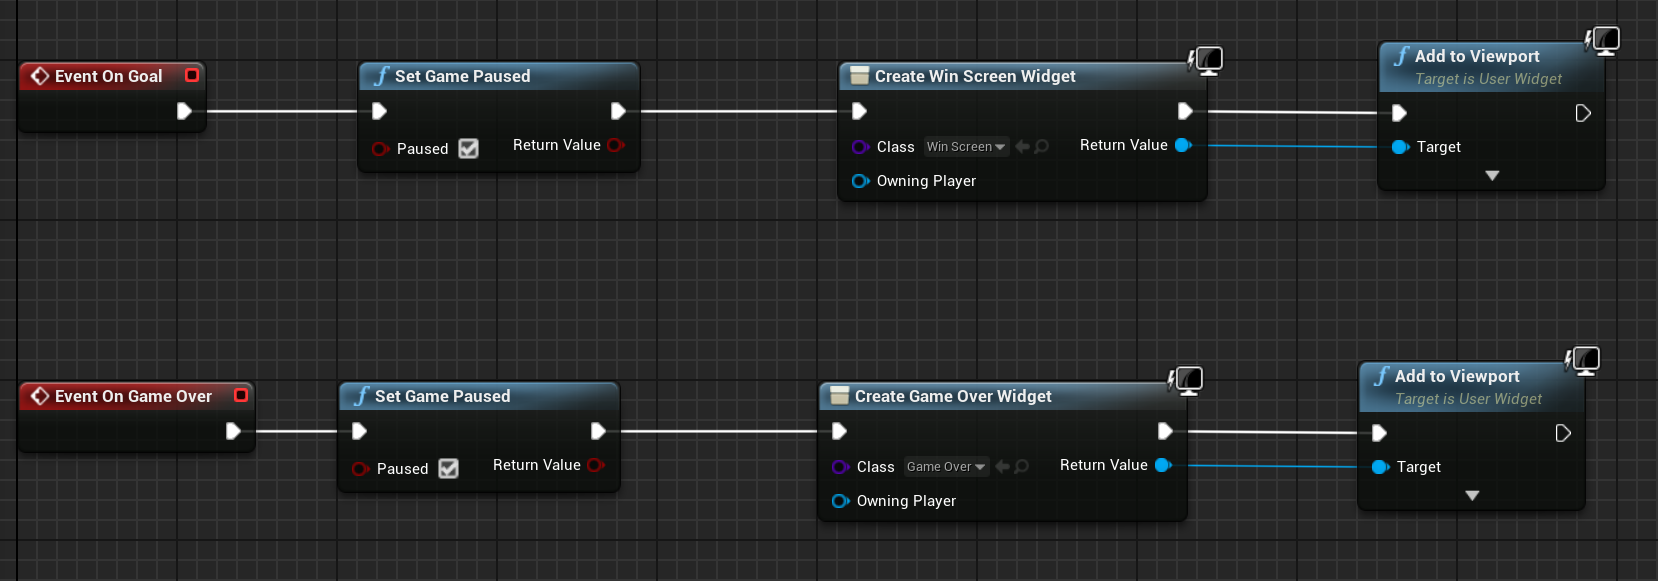 Event On Goal
Set Game Paused
Paused
Return Value
Create Win Screen Widget
Class Win Screen
Return Value
Owning Player
Add to Viewport
Target is User Widget
Target
Event On Game Over
Set Game Paused
Paused
Return Value
Create Game Over Widget
Class Game Over
Return Value
Owning Player
Add to Viewport
Target is User Widget
Target